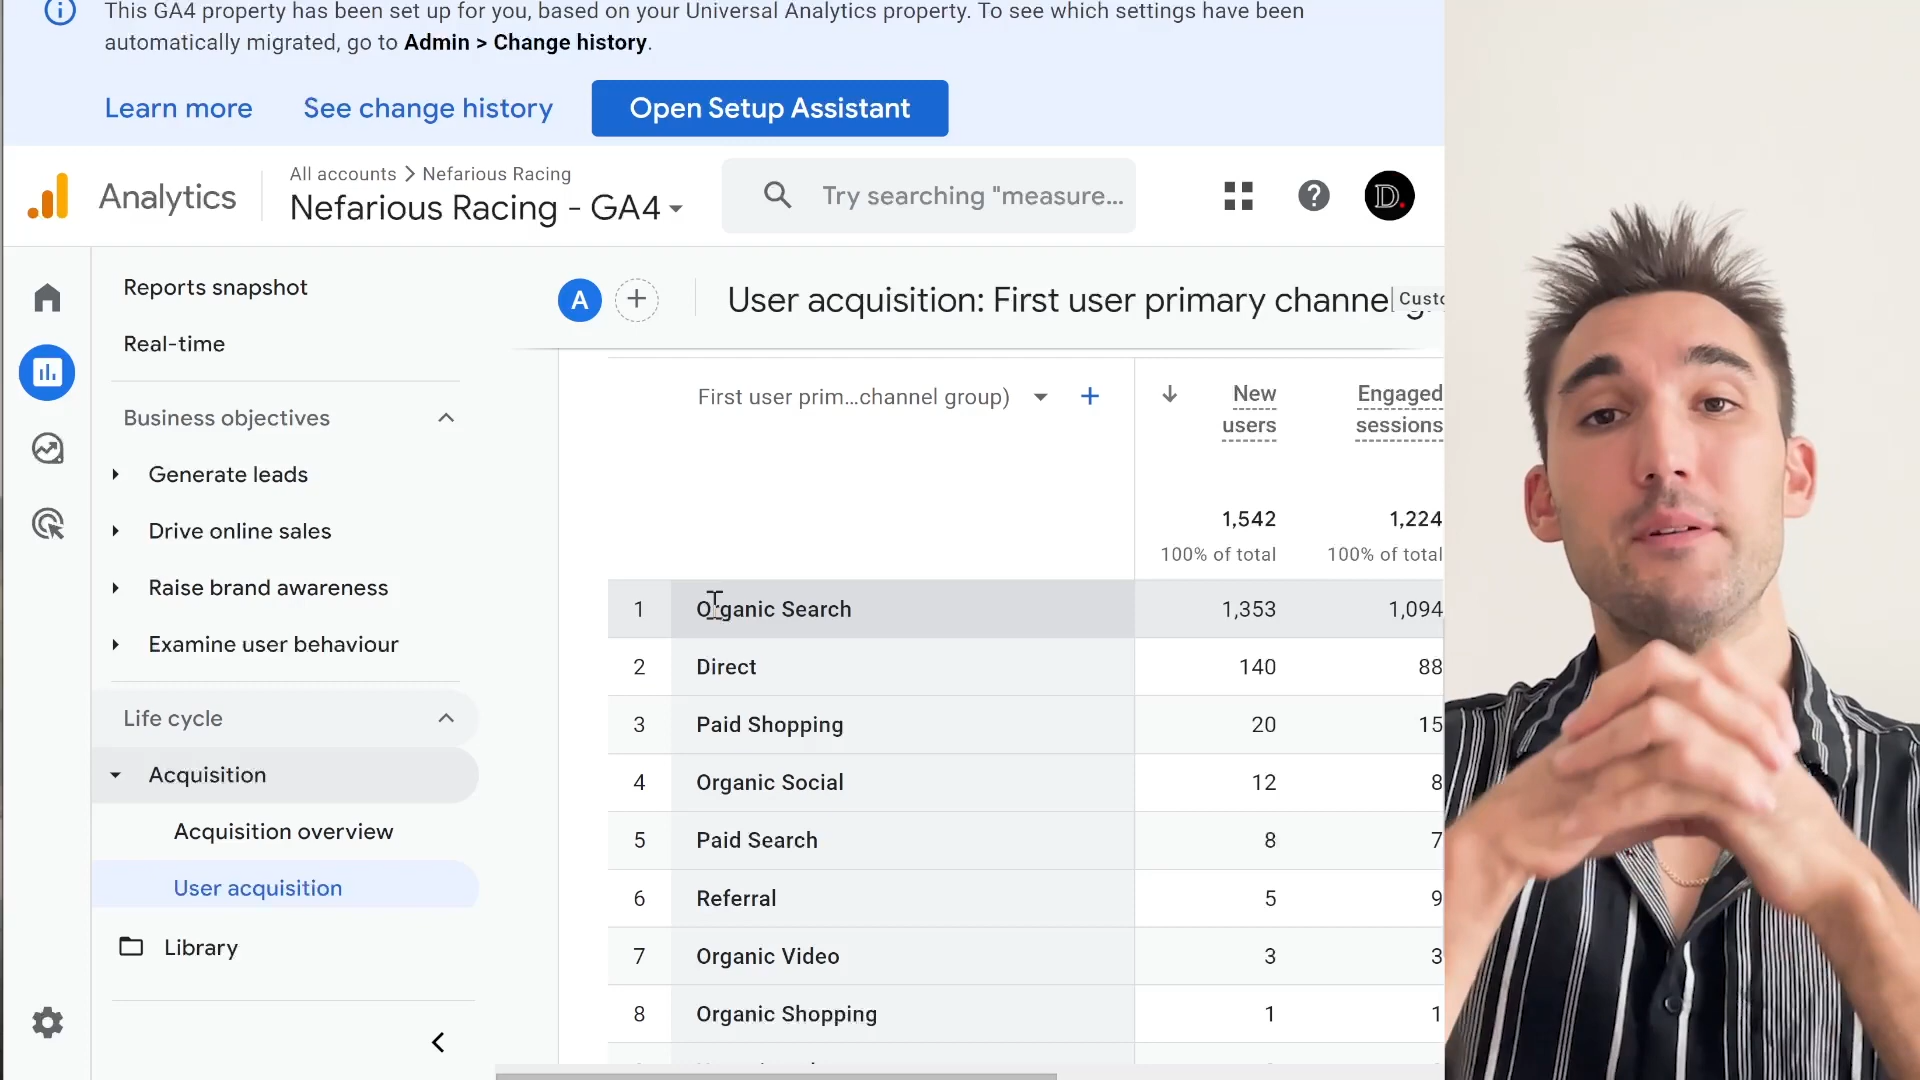 This GA4 property has been set up for you, based on your Universal Analytics property. To see which settings have been
automatically migrated, go to Admin > Change history.
Learn more
See change history
Open Setup Assistant
Analytics
All accounts > Nefarious Racing
Nefarious Racing - GA4
Try searching "measure...
D.
Reports snapshot
Real-time
Business objectives
Generate leads
Drive online sales
Raise brand awareness
Examine user behaviour
Life cycle
Acquisition
Acquisition overview
User acquisition
Library
A
User acquisition: First user primary channel
First user prim...channel group)
New
users
Engaged
sessions
1,542
1,224
100% of total
100% of total
1 Organic Search 1,353 1,094
2 Direct 140 88
3 Paid Shopping 20 15
4 Organic Social 12 8
5 Paid Search 8 7
6 Referral 5 9
7 Organic Video 3 3
8 Organic Shopping 1 1